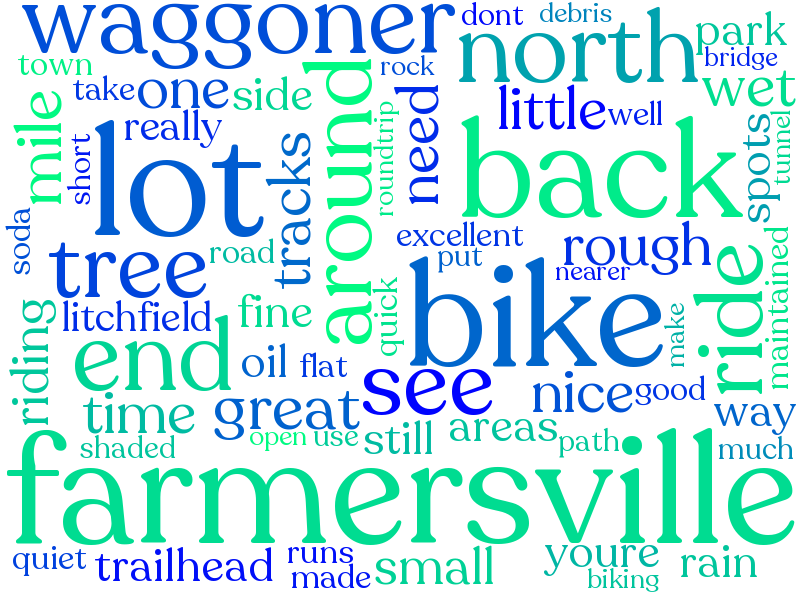 waggoner
dont
debris
north
park
bridge
town
take
one
side
rock
wet
mile
really
need
little
well
short
lot
tracks
around
roundtrip
back
spots
tunnel
soda
tree
road
excellent
put
rough
nearer
litchfield
fine
quick
bike
make
ride
maintained
riding
end
oil
flat
see
nice
good
time
great
way
shaded
open
use
still
areas
path
much
farmersville
quiet
trailhead
runs
made
small
youre
biking
rain